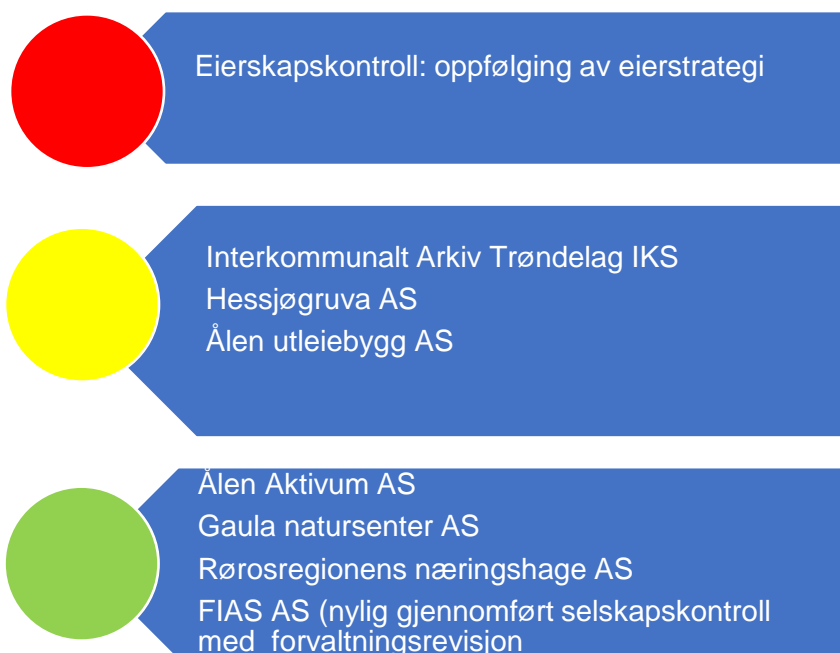 Eierskapskontroll: oppfølging av eierstrategi
Interkommunalt Arkiv Trøndelag IKS
Hessjøgruva AS
Ålen utleiebygg AS
Ålen Aktivum AS
Gaula natursenter AS
Rørosregionens næringshage AS
FIAS AS (nylig gjennomført selskapskontroll
med forvaltningsrevisjon